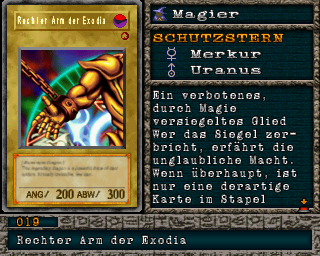 Rechter Arm der Exodia
ANG/ 200 ABW/ 300
Magier
SCHUTZSTERN
Merkur
Uranus
Ein verbotenes,
durch Magie
versiegeltes Glied
Wer das Siegel zer-
bricht, erfährt die
unglaubliche Macht.
Wenn überhaupt, ist
nur eine derartige
Karte im Stapel
019
Rechter Arm der Exodia